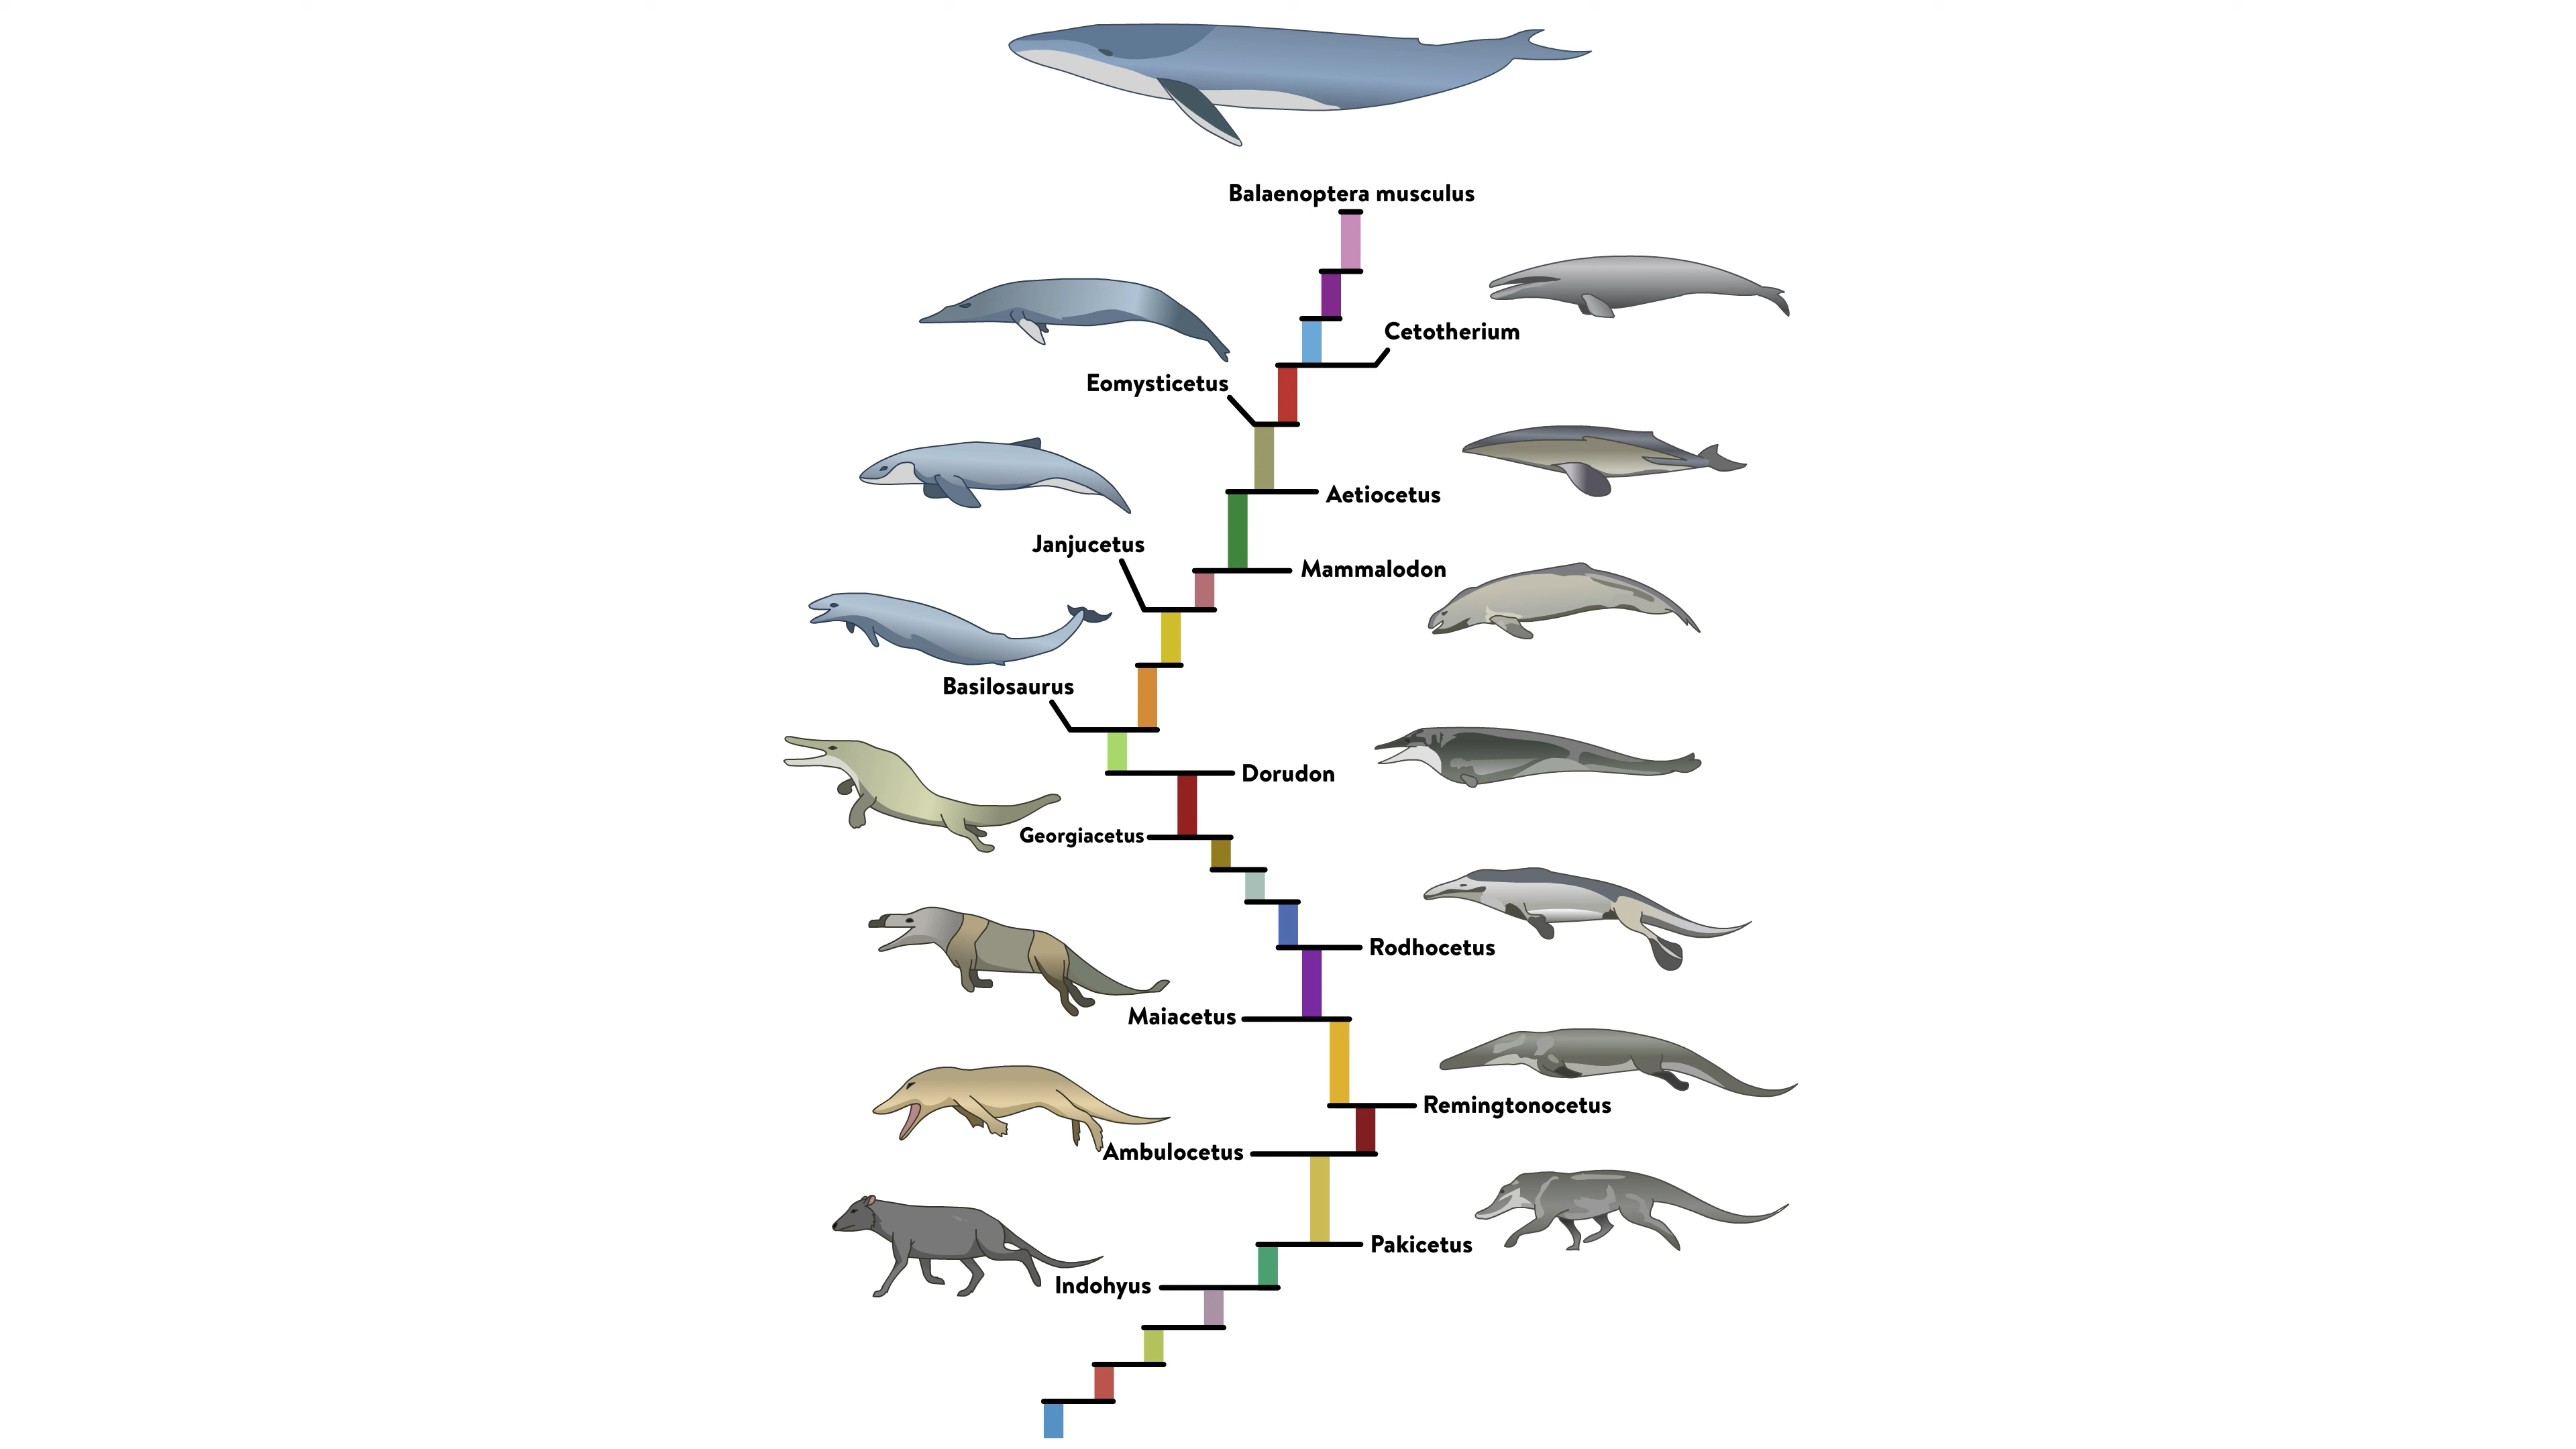 Balaenoptera musculus
Cetotherium
Eomysticetus
Aetiocetus
Janjucetus
Mammalodon
Basilosaurus
Dorudon
Georgiacetus
Rodhocetus
Maiacetus
Remingtonocetus
Ambulocetus
Pakicetus
Indohyus